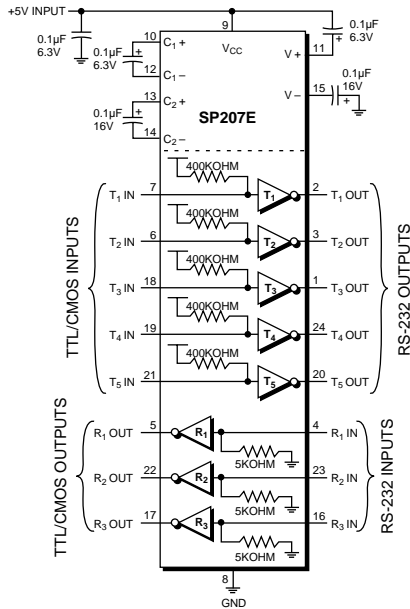 +5V INPUT
0.1µF
6.3V
9
VCC
0.1µF
6.3V
10
C1 +
12
C1 –
V +
11
0.1µF
6.3V
0.1µF
16V
13
C2 +
14
C2 –
V –
15
0.1µF
16V
SP207E
TTL/CMOS INPUTS
RS-232 OUTPUTS
400KOHM
T1 IN
7
T1
2
T1 OUT
400KOHM
T2 IN
6
T2
3
T2 OUT
400KOHM
T3 IN
18
T3
1
T3 OUT
400KOHM
T4 IN
19
T4
24
T4 OUT
400KOHM
T5 IN
21
T5
20
T5 OUT
TTL/CMOS OUTPUTS
RS-232 INPUTS
R1 OUT
5
R1
4
R1 IN
5KOHM
R2 OUT
22
R2
23
R2 IN
5KOHM
R3 OUT
17
R3
16
R3 IN
5KOHM
8
GND